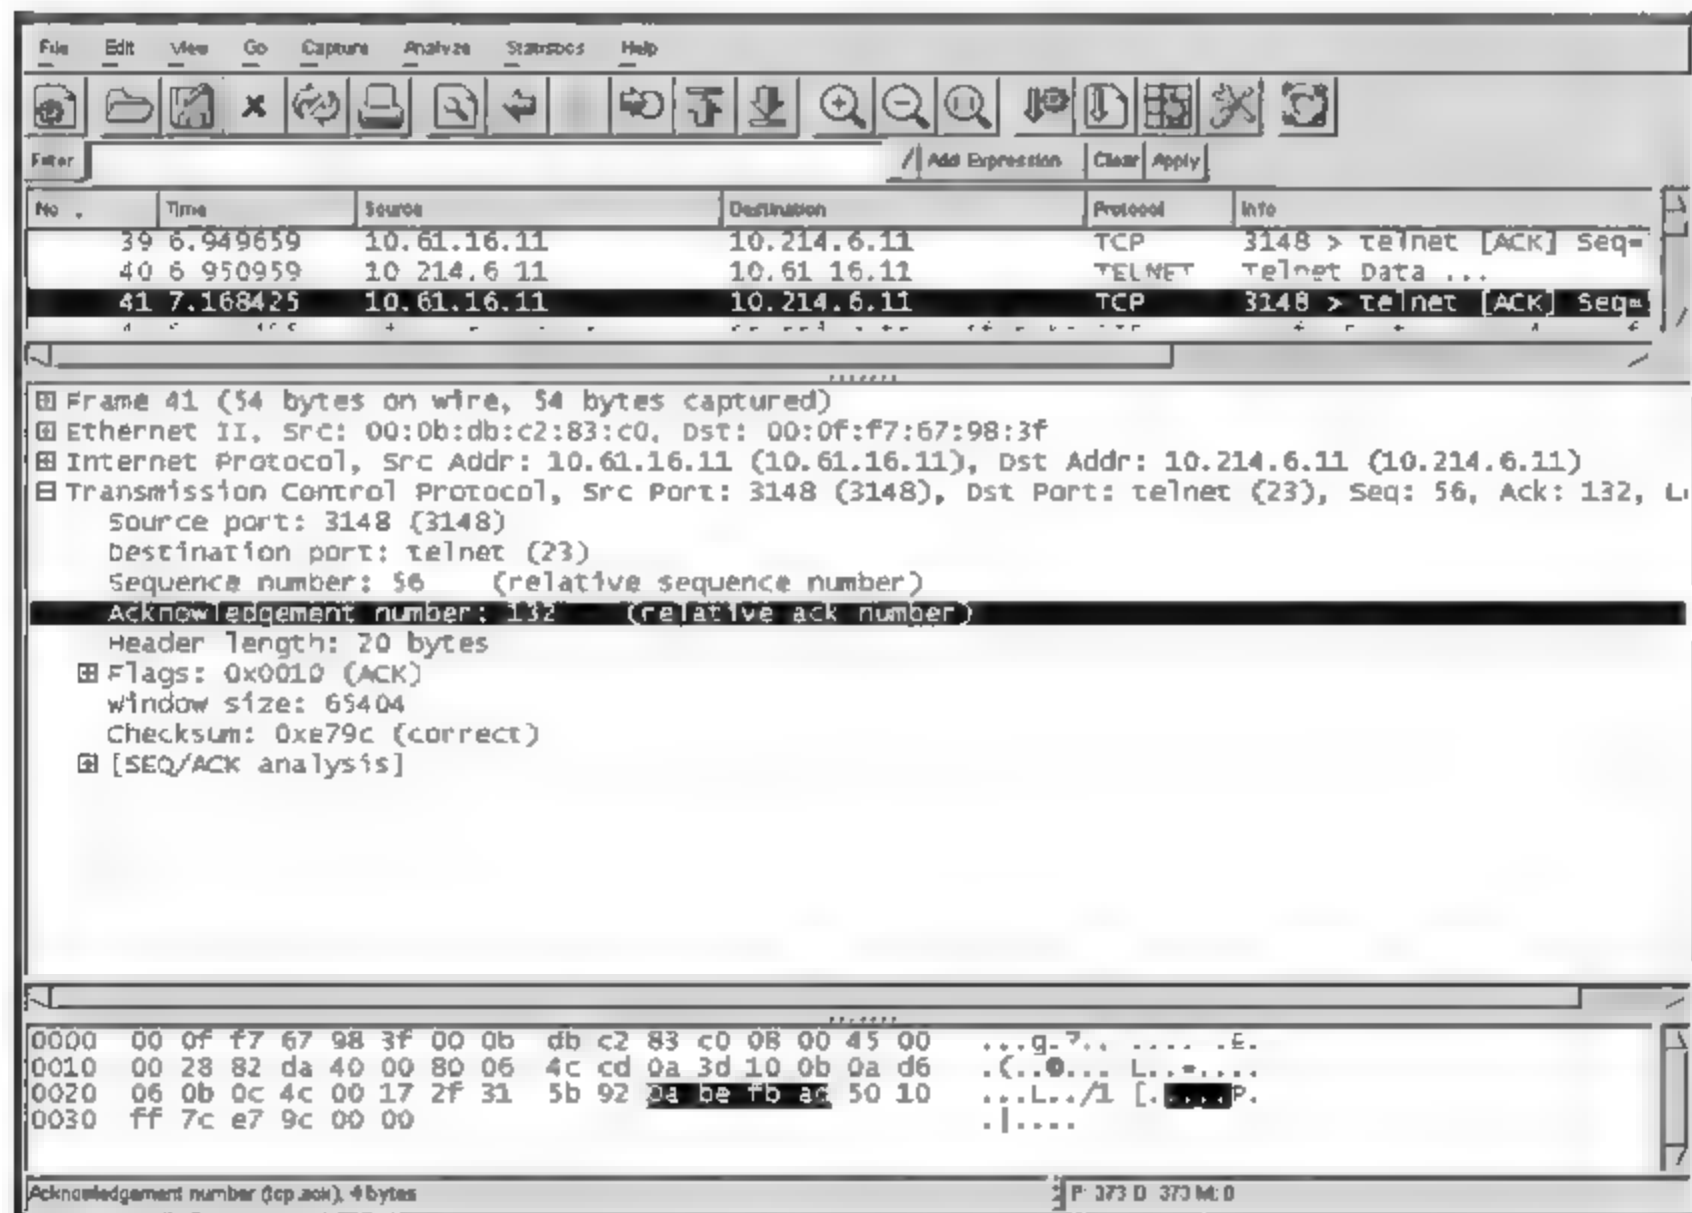 File Edit View Go Capture Analyze Statistics Help
Filter Add Expression Clear Apply
No . Time Source Destination Protocol Info
39 6.949659 10.61.16.11 10.214.6.11 TCP 3148 > telnet [ACK] Seq=
40 6 950959 10 214.6 11 10.61 16.11 TELNET Telnet Data ...
41 7.168425 10.61.16.11 10.214.6.11 TCP 3148 > telnet [ACK] Seq=
Frame 41 (54 bytes on wire, 54 bytes captured)
Ethernet II, Src: 00:0b:db:c2:83:c0, Dst: 00:0f:f7:67:98:3f
Internet Protocol, Src Addr: 10.61.16.11 (10.61.16.11), Dst Addr: 10.214.6.11 (10.214.6.11)
Transmission Control Protocol, Src Port: 3148 (3148), Dst Port: telnet (23), Seq: 56, Ack: 132,
Source port: 3148 (3148)
Destination port: telnet (23)
Sequence number: 56 (relative sequence number)
Acknowledgement number: 132 (relative ack number)
Header length: 20 bytes
Flags: 0x0010 (ACK)
Window size: 65404
Checksum: 0xe79c (correct)
[SEQ/ACK analysis]
0000 00 0f f7 67 98 3f 00 0b db c2 83 c0 08 00 45 00 ...g.?.. ......E.
0010 00 28 82 da 40 00 80 06 4c cd 0a 3d 10 0b 0a d6 .(..@... L..=....
0020 06 0b 0c 4c 00 17 2f 31 5b 92 0a be fb 50 10 ...L../1 [.....P.
0030 ff 7c e7 9c 00 00 .|....
Acknowledgement number (tcp.ack), 4 bytes P: 373 D: 373 M: 0